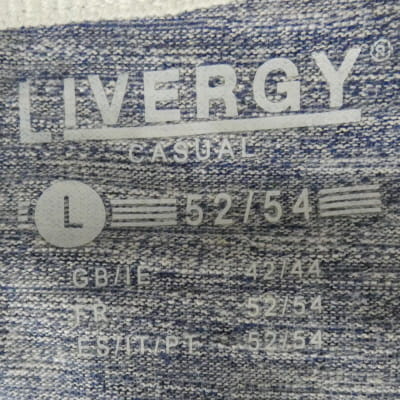 LIVERGY®
CASUAL
L 52/54
GB/IE 42/44
FR 52/54
ES/IT/PT 52/54